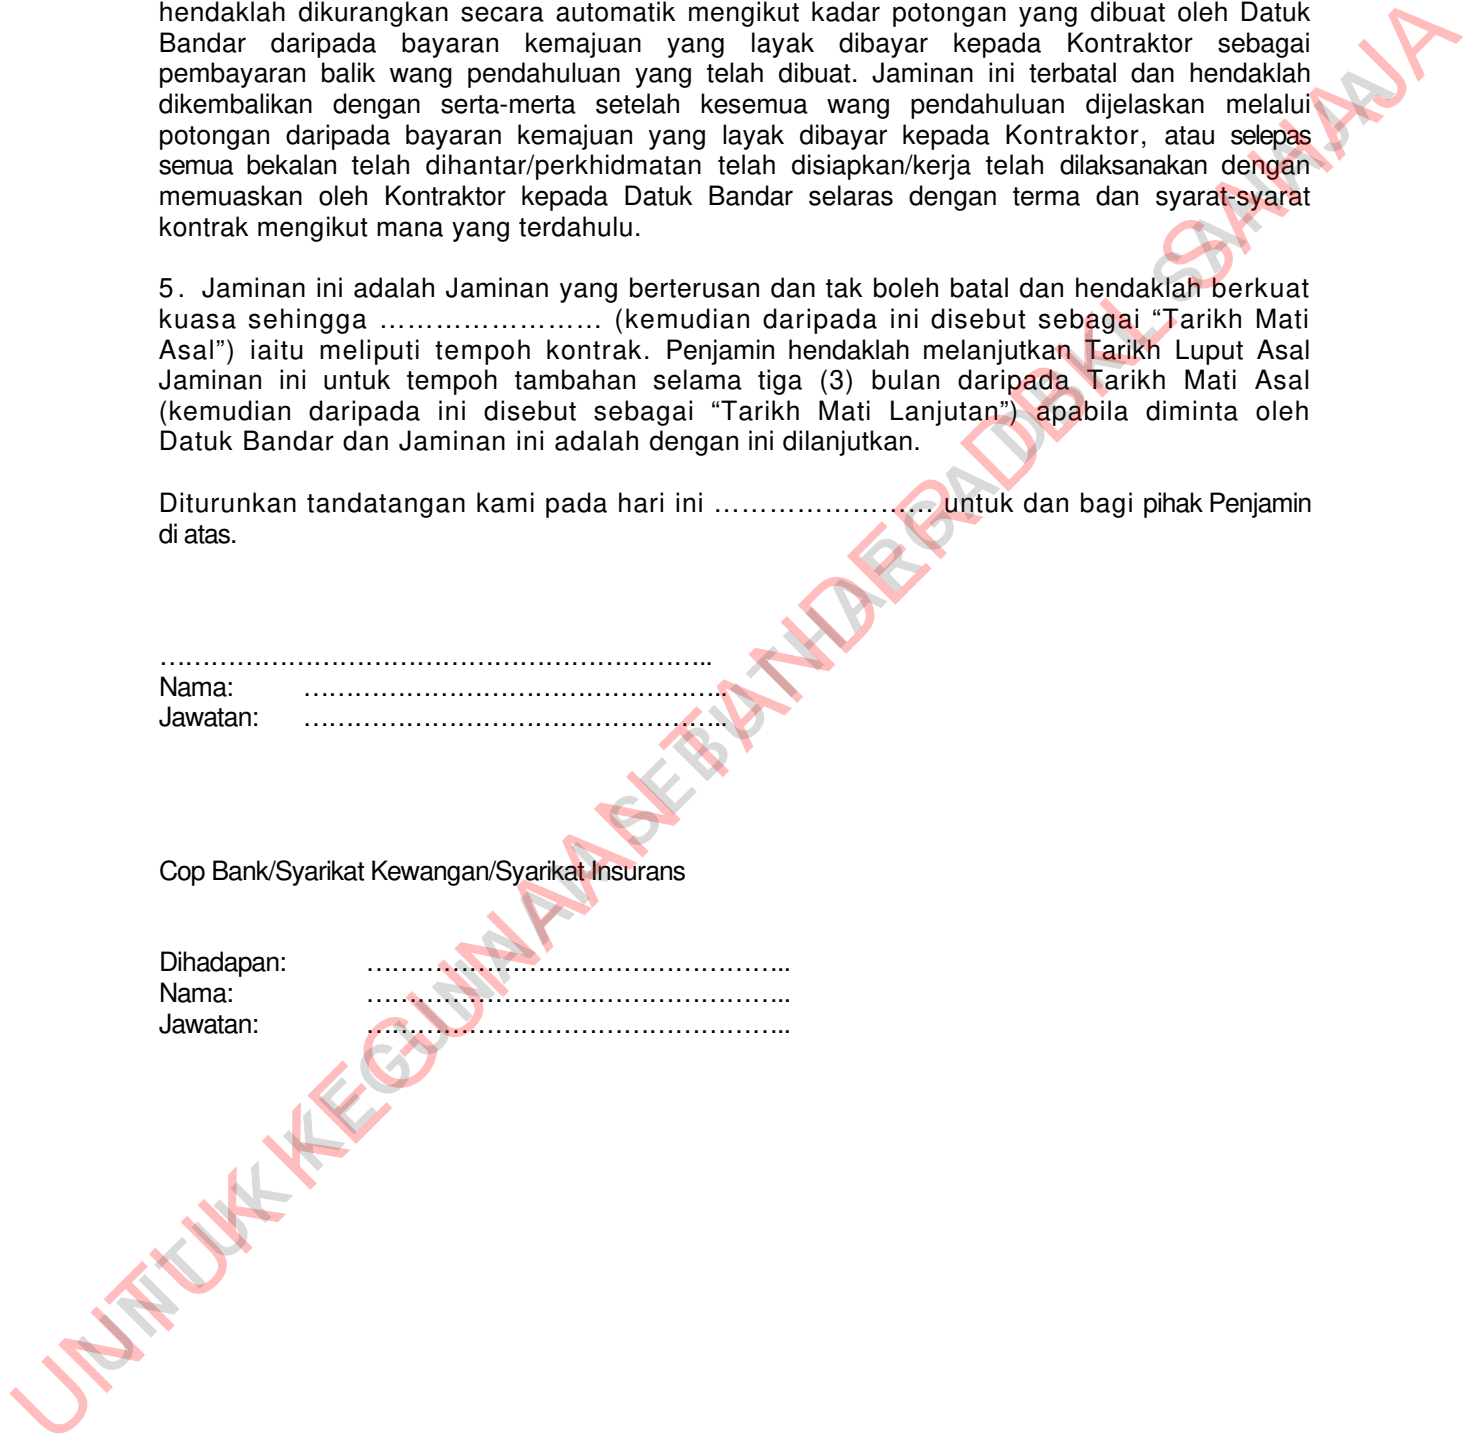 hendaklah dikurangkan secara automatik mengikut kadar potongan yang dibuat oleh Datuk
Bandar daripada bayaran kemajuan yang layak dibayar kepada Kontraktor sebagai
pembayaran balik wang pendahuluan yang telah dibuat. Jaminan ini terbatal dan hendaklah
dikembalikan dengan serta-merta setelah kesemua wang pendahuluan dijelaskan melalui
potongan daripada bayaran kemajuan yang layak dibayar kepada Kontraktor, atau selepas
semua bekalan telah dihantar/perkhidmatan telah disiapkan/kerja telah dilaksanakan dengan
memuaskan oleh Kontraktor kepada Datuk Bandar selaras dengan terma dan syarat-syarat
kontrak mengikut mana yang terdahulu.
5. Jaminan ini adalah Jaminan yang berterusan dan tak boleh batal dan hendaklah berkuat
kuasa sehingga …………………… (kemudian daripada ini disebut sebagai “Tarikh Mati
Asal”) iaitu meliputi tempoh kontrak. Penjamin hendaklah melanjutkan Tarikh Luput Asal
Jaminan ini untuk tempoh tambahan selama tiga (3) bulan daripada Tarikh Mati Asal
(kemudian daripada ini disebut sebagai “Tarikh Mati Lanjutan”) apabila diminta oleh
Datuk Bandar dan Jaminan ini adalah dengan ini dilanjutkan.
Diturunkan tandatangan kami pada hari ini …………………… untuk dan bagi pihak Penjamin
di atas.
………………………………………………………..
Nama: …………………………………………..
Jawatan: …………………………………………..
Cop Bank/Syarikat Kewangan/Syarikat Insurans
Dihadapan: …………………………………………..
Nama: …………………………………………..
Jawatan: …………………………………………..
UNTUK KEGUNAAN TANDER DBKL SAHAJA
UNTUK KEGUNAAN SEBUTHARGA DBKL SAHAJA